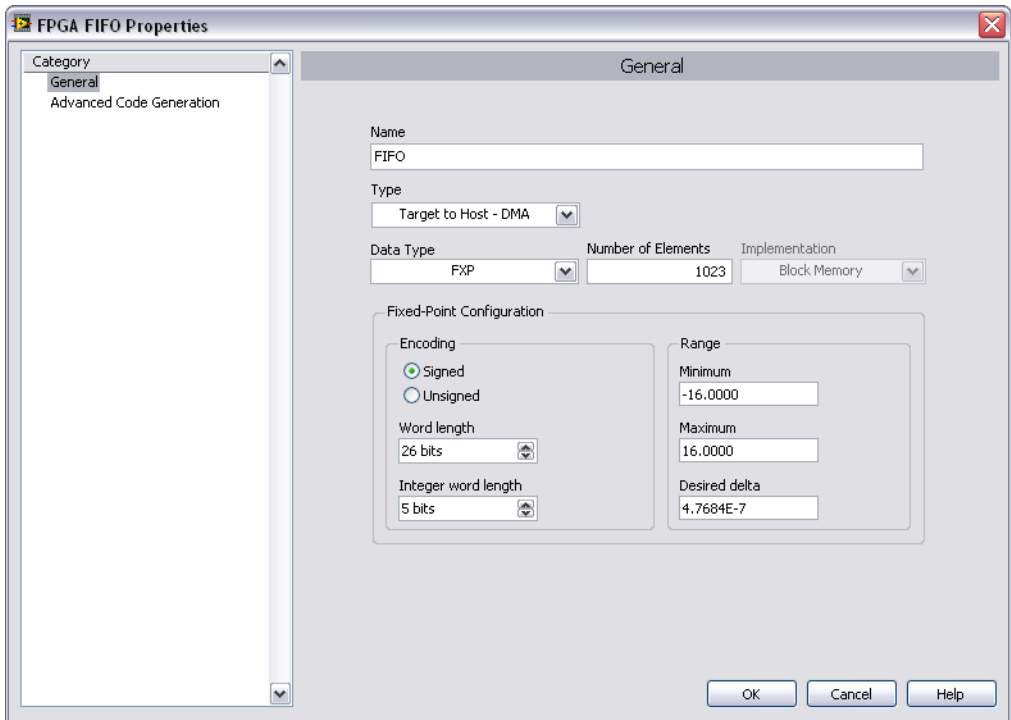 FPGA FIFO Properties
Category
General
Advanced Code Generation
General
Name
FIFO
Type
Target to Host - DMA
Data Type
Number of Elements
Implementation
FXP
1023
Block Memory
Fixed-Point Configuration
Encoding
Signed
Unsigned
Word length
26 bits
Integer word length
5 bits
Range
Minimum
-16.0000
Maximum
16.0000
Desired delta
4.7684E-7
OK
Cancel
Help